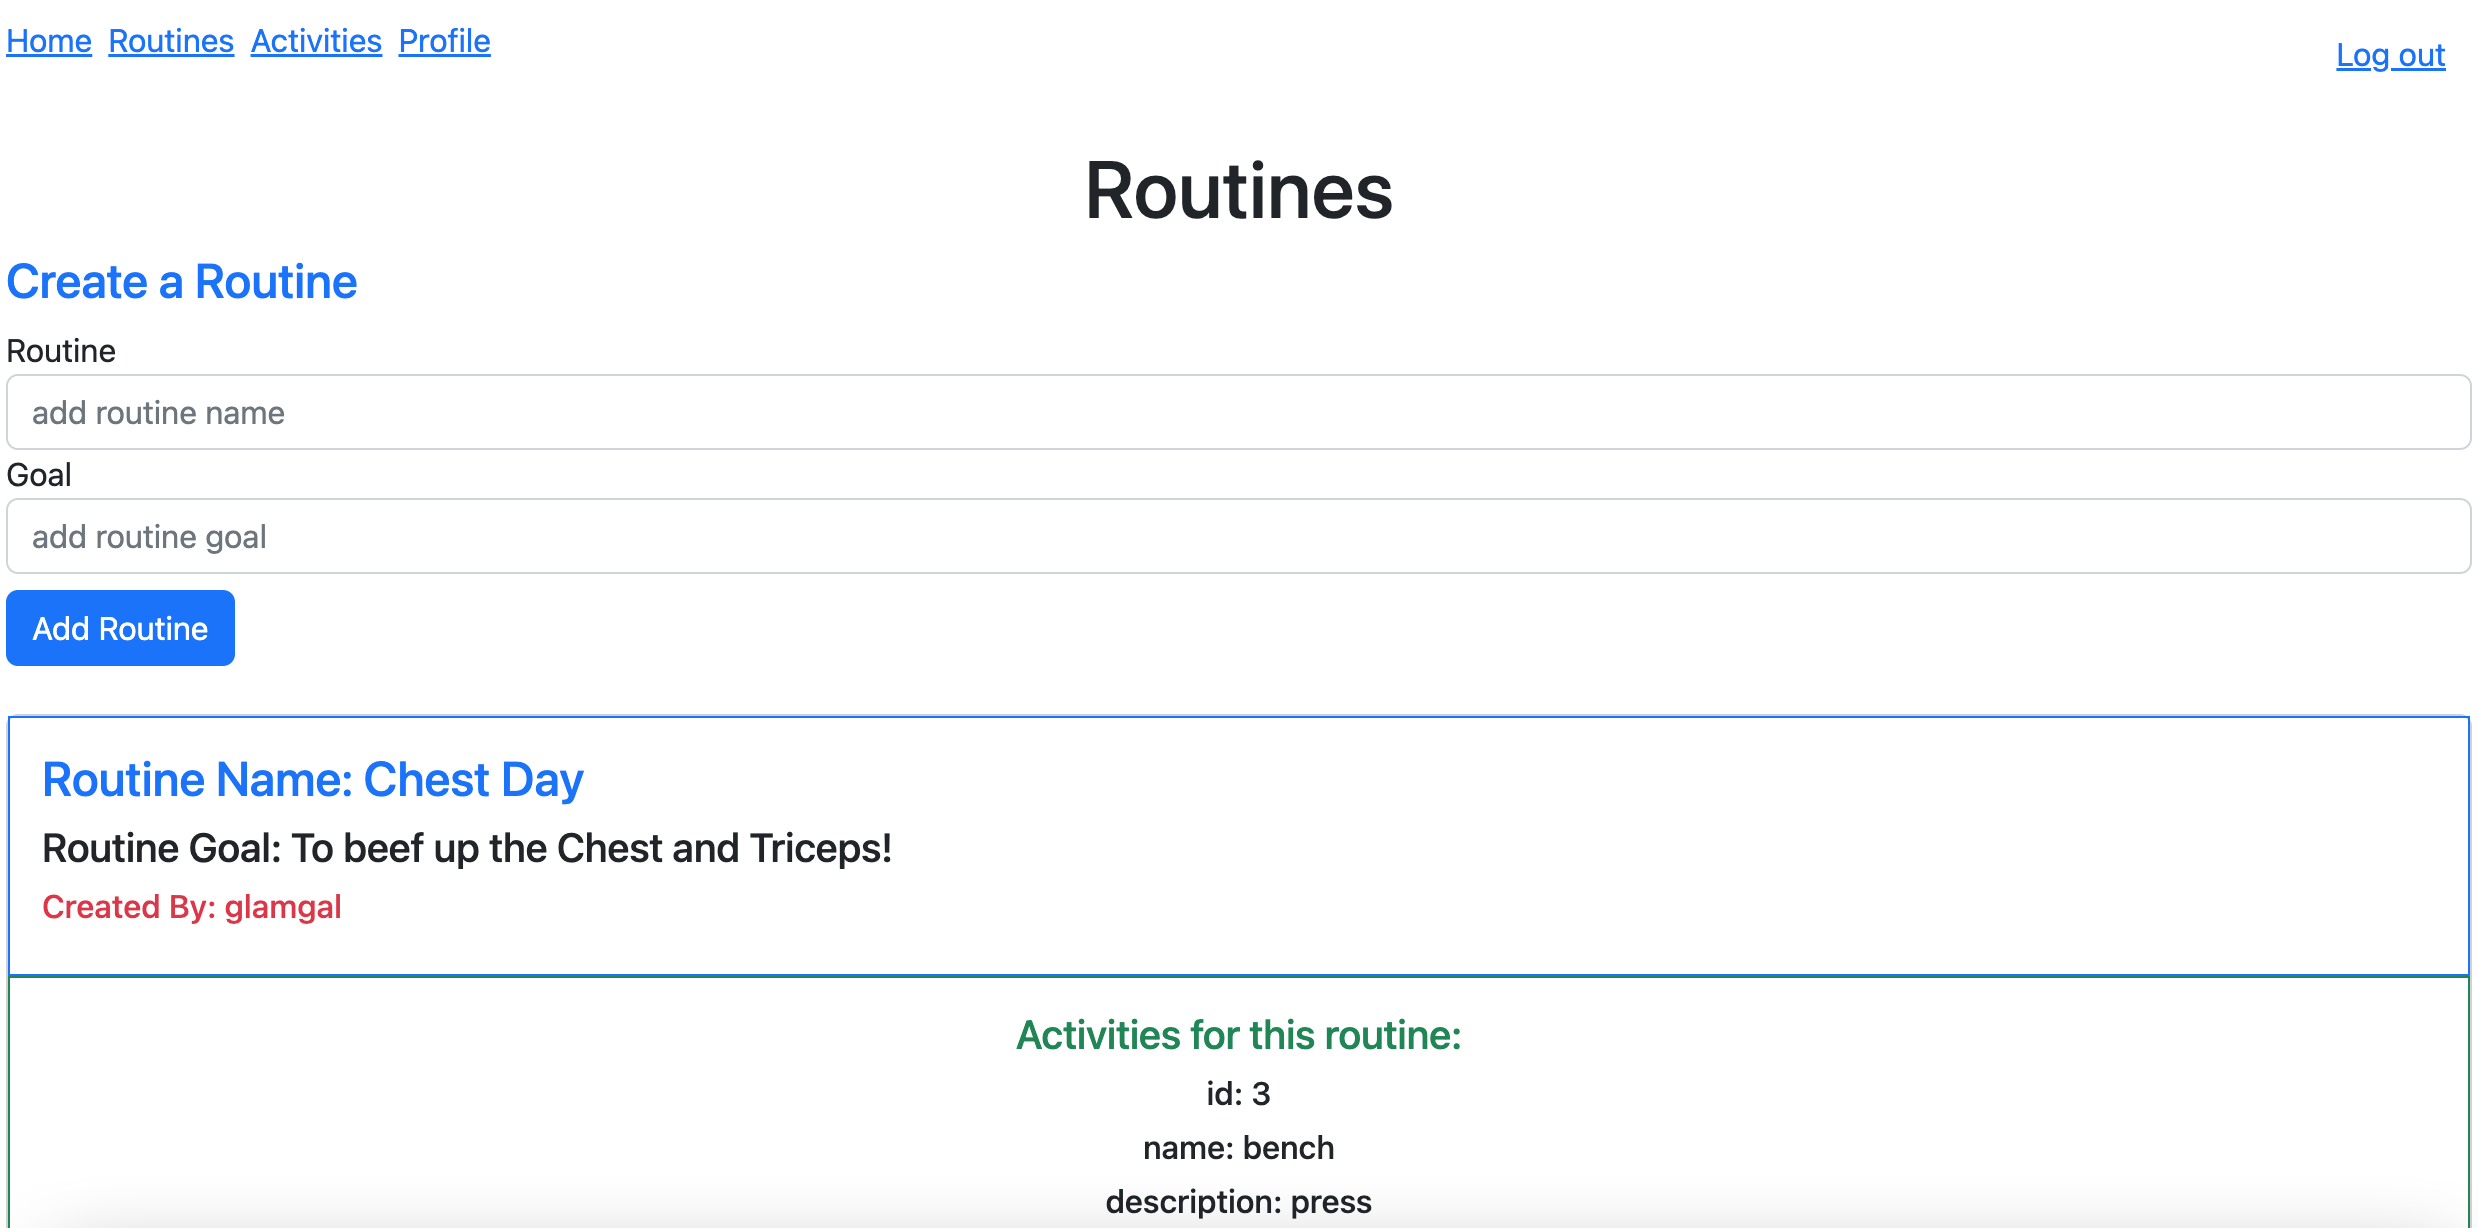 Home Routines Activities Profile
Log out
Routines
Create a Routine
Routine
add routine name
Goal
add routine goal
Add Routine
Routine Name: Chest Day
Routine Goal: To beef up the Chest and Triceps!
Created By: glamgal
Activities for this routine:
id: 3
name: bench
description: press